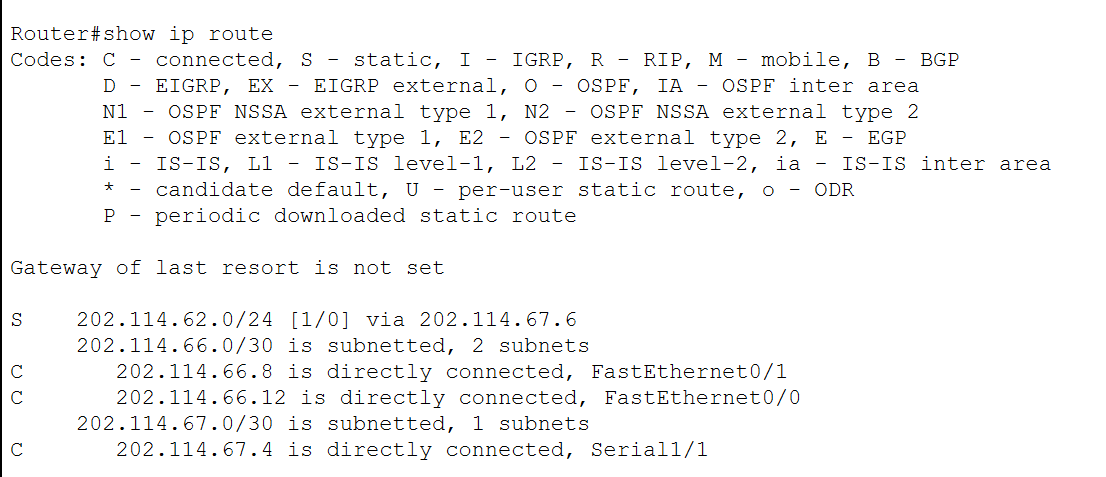 Router#show ip route
Codes: C - connected, S - static, I - IGRP, R - RIP, M - mobile, B - BGP
       D - EIGRP, EX - EIGRP external, O - OSPF, IA - OSPF inter area
       N1 - OSPF NSSA external type 1, N2 - OSPF NSSA external type 2
       E1 - OSPF external type 1, E2 - OSPF external type 2, E - EGP
       i - IS-IS, L1 - IS-IS level-1, L2 - IS-IS level-2, ia - IS-IS inter area
       * - candidate default, U - per-user static route, o - ODR
       P - periodic downloaded static route
Gateway of last resort is not set
S    202.114.62.0/24 [1/0] via 202.114.67.6
     202.114.66.0/30 is subnetted, 2 subnets
C       202.114.66.8 is directly connected, FastEthernet0/1
C       202.114.66.12 is directly connected, FastEthernet0/0
     202.114.67.0/30 is subnetted, 1 subnets
C       202.114.67.4 is directly connected, Serial1/1